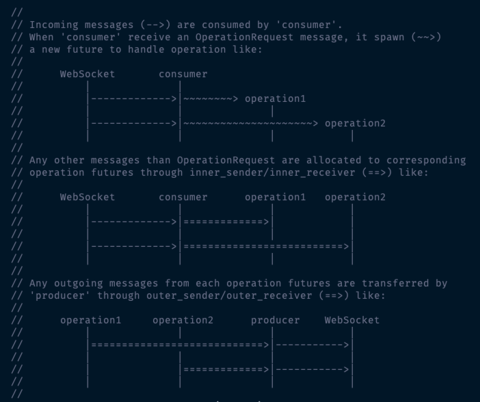 //
// Incoming messages (-->) are consumed by 'consumer'.
// When 'consumer' receive an OperationRequest message, it spawn (~~>)
// a new future to handle operation like:
//
//      WebSocket       consumer
//          |               |
//          |-------------->|~~~~~~~~> operation1
//          |               |               |
//          |-------------->|~~~~~~~~~~~~~~~~~~~~~> operation2
//          |               |               |            |
//
// Any other messages than OperationRequest are allocated to corresponding
// operation futures through inner_sender/inner_receiver (==>) like:
//
//      WebSocket       consumer      operation1   operation2
//          |               |               |            |
//          |-------------->|==============>|            |
//          |               |               |            |
//          |-------------->|===========================>|
//          |               |               |            |
//
// Any outgoing messages from each operation futures are transferred by
// 'producer' through outer_sender/outer_receiver (==>) like:
//
//      operation1     operation2      producer    WebSocket
//          |               |               |            |
//          |==============================>|----------->|
//          |               |               |            |
//          |               |==============>|----------->|
//          |               |               |            |
//